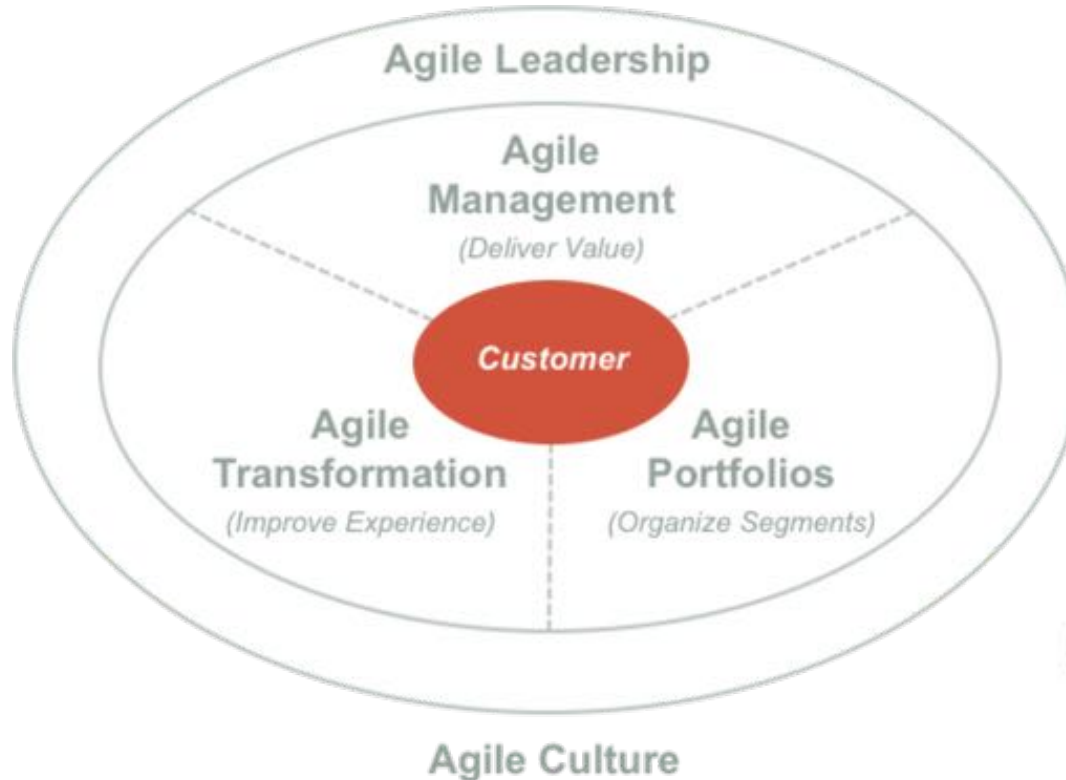 Agile Leadership
Agile
Management
(Deliver Value)
Customer
Agile
Transformation
(Improve Experience)
Agile
Portfolios
(Organize Segments)
Agile Culture